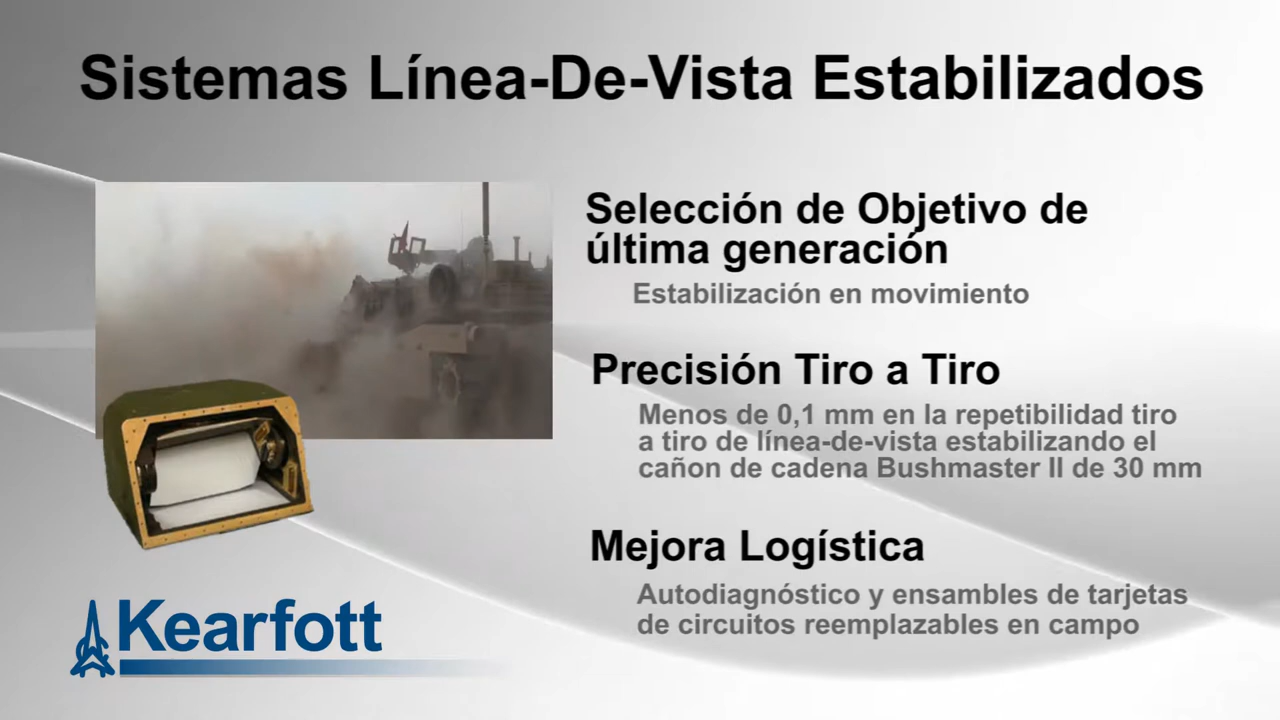 Sistemas Línea-De-Vista Estabilizados
Selección de Objetivo de
última generación
Estabilización en movimiento
Precisión Tiro a Tiro
Menos de 0,1 mm en la repetibilidad tiro
a tiro de línea-de-vista estabilizando el
cañon de cadena Bushmaster II de 30 mm
Mejora Logística
Autodiagnóstico y ensambles de tarjetas
de circuitos reemplazables en campo
Kearfott